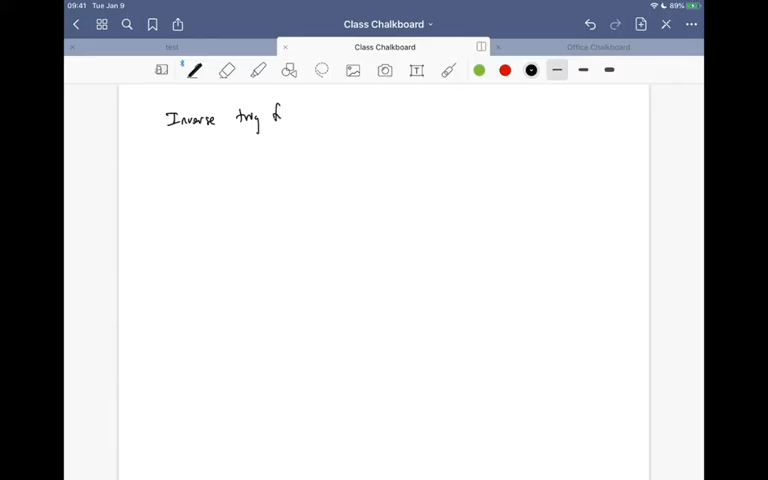 09:41 Tue Jan 9
89%
Class Chalkboard
test
Class Chalkboard
Office Chalkboard
T
Inverse trig f